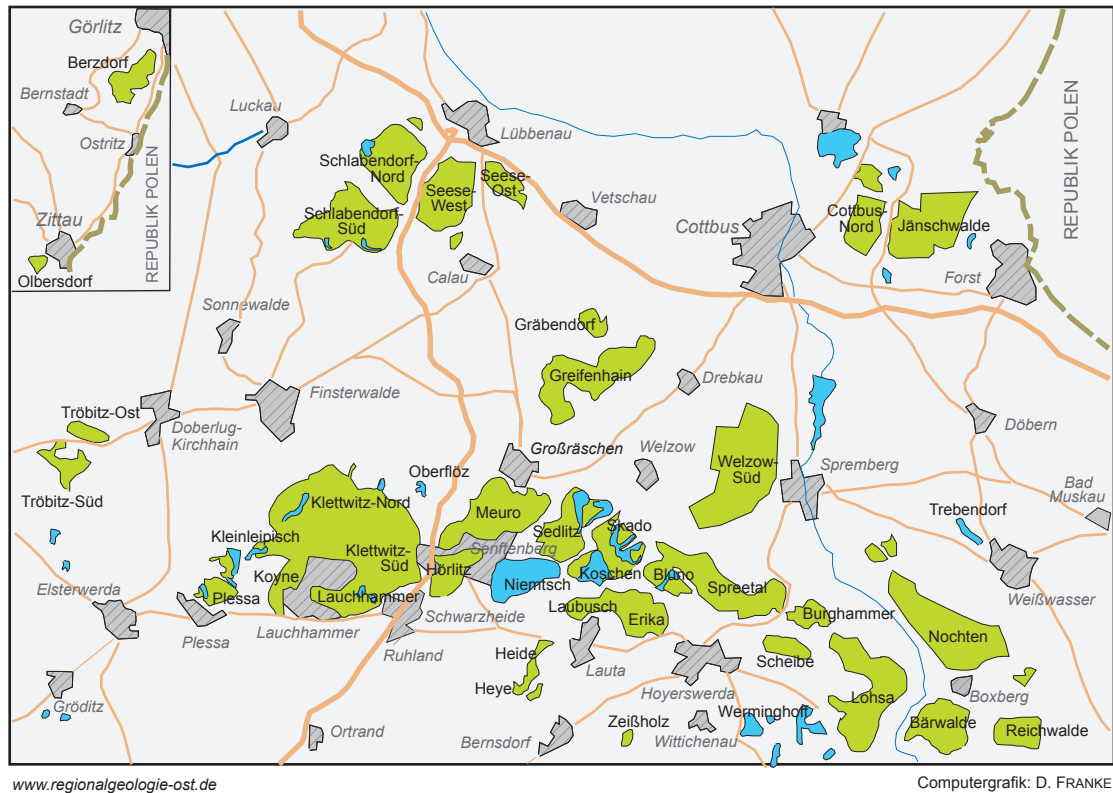 Görlitz
Berzdorf
Bernstadt
Ostritz
Zittau
REPUBLIK POLEN
Olbersdorf
Luckau
Lübbenau
Schlabendorf-
Nord
Seese-
West
Seese-
Ost
Schlabendorf-
Süd
Vetschau
Calau
Cottbus
Cottbus-
Nord
Jänschwalde
REPUBLIK POLEN
Forst
Sonnewalde
Gräbendorf
Greifenhain
Drebkau
Finsterwalde
Tröbitz-Ost
Doberlug-
Kirchhain
Tröbitz-Süd
Großräschen
Welzow
Welzow-
Süd
Spremberg
Döbern
Bad
Muskau
Trebendorf
Weißwasser
Oberflöz
Klettwitz-Nord
Meuro
Sedlitz
Skado
Kleinleipisch
Klettwitz-
Süd
Senftenberg
Hörlitz
Niemtsch
Koschen
Bluno
Spreetal
Koyne
Elsterwerda
Plessa
Plessa
Lauchhammer
Lauchhammer
Schwarzheide
Ruhland
Laubusch
Erika
Burghammer
Nochten
Lauta
Heide
Heye
Scheibe
Hoyerswerda
Lohsa
Boxberg
Gröditz
Ortrand
Bernsdorf
Zeißholz
Wittichenau
Werminghoff
Bärwalde
Reichwalde
www.regionalgeologie-ost.de
Computergrafik: D. FRANKE